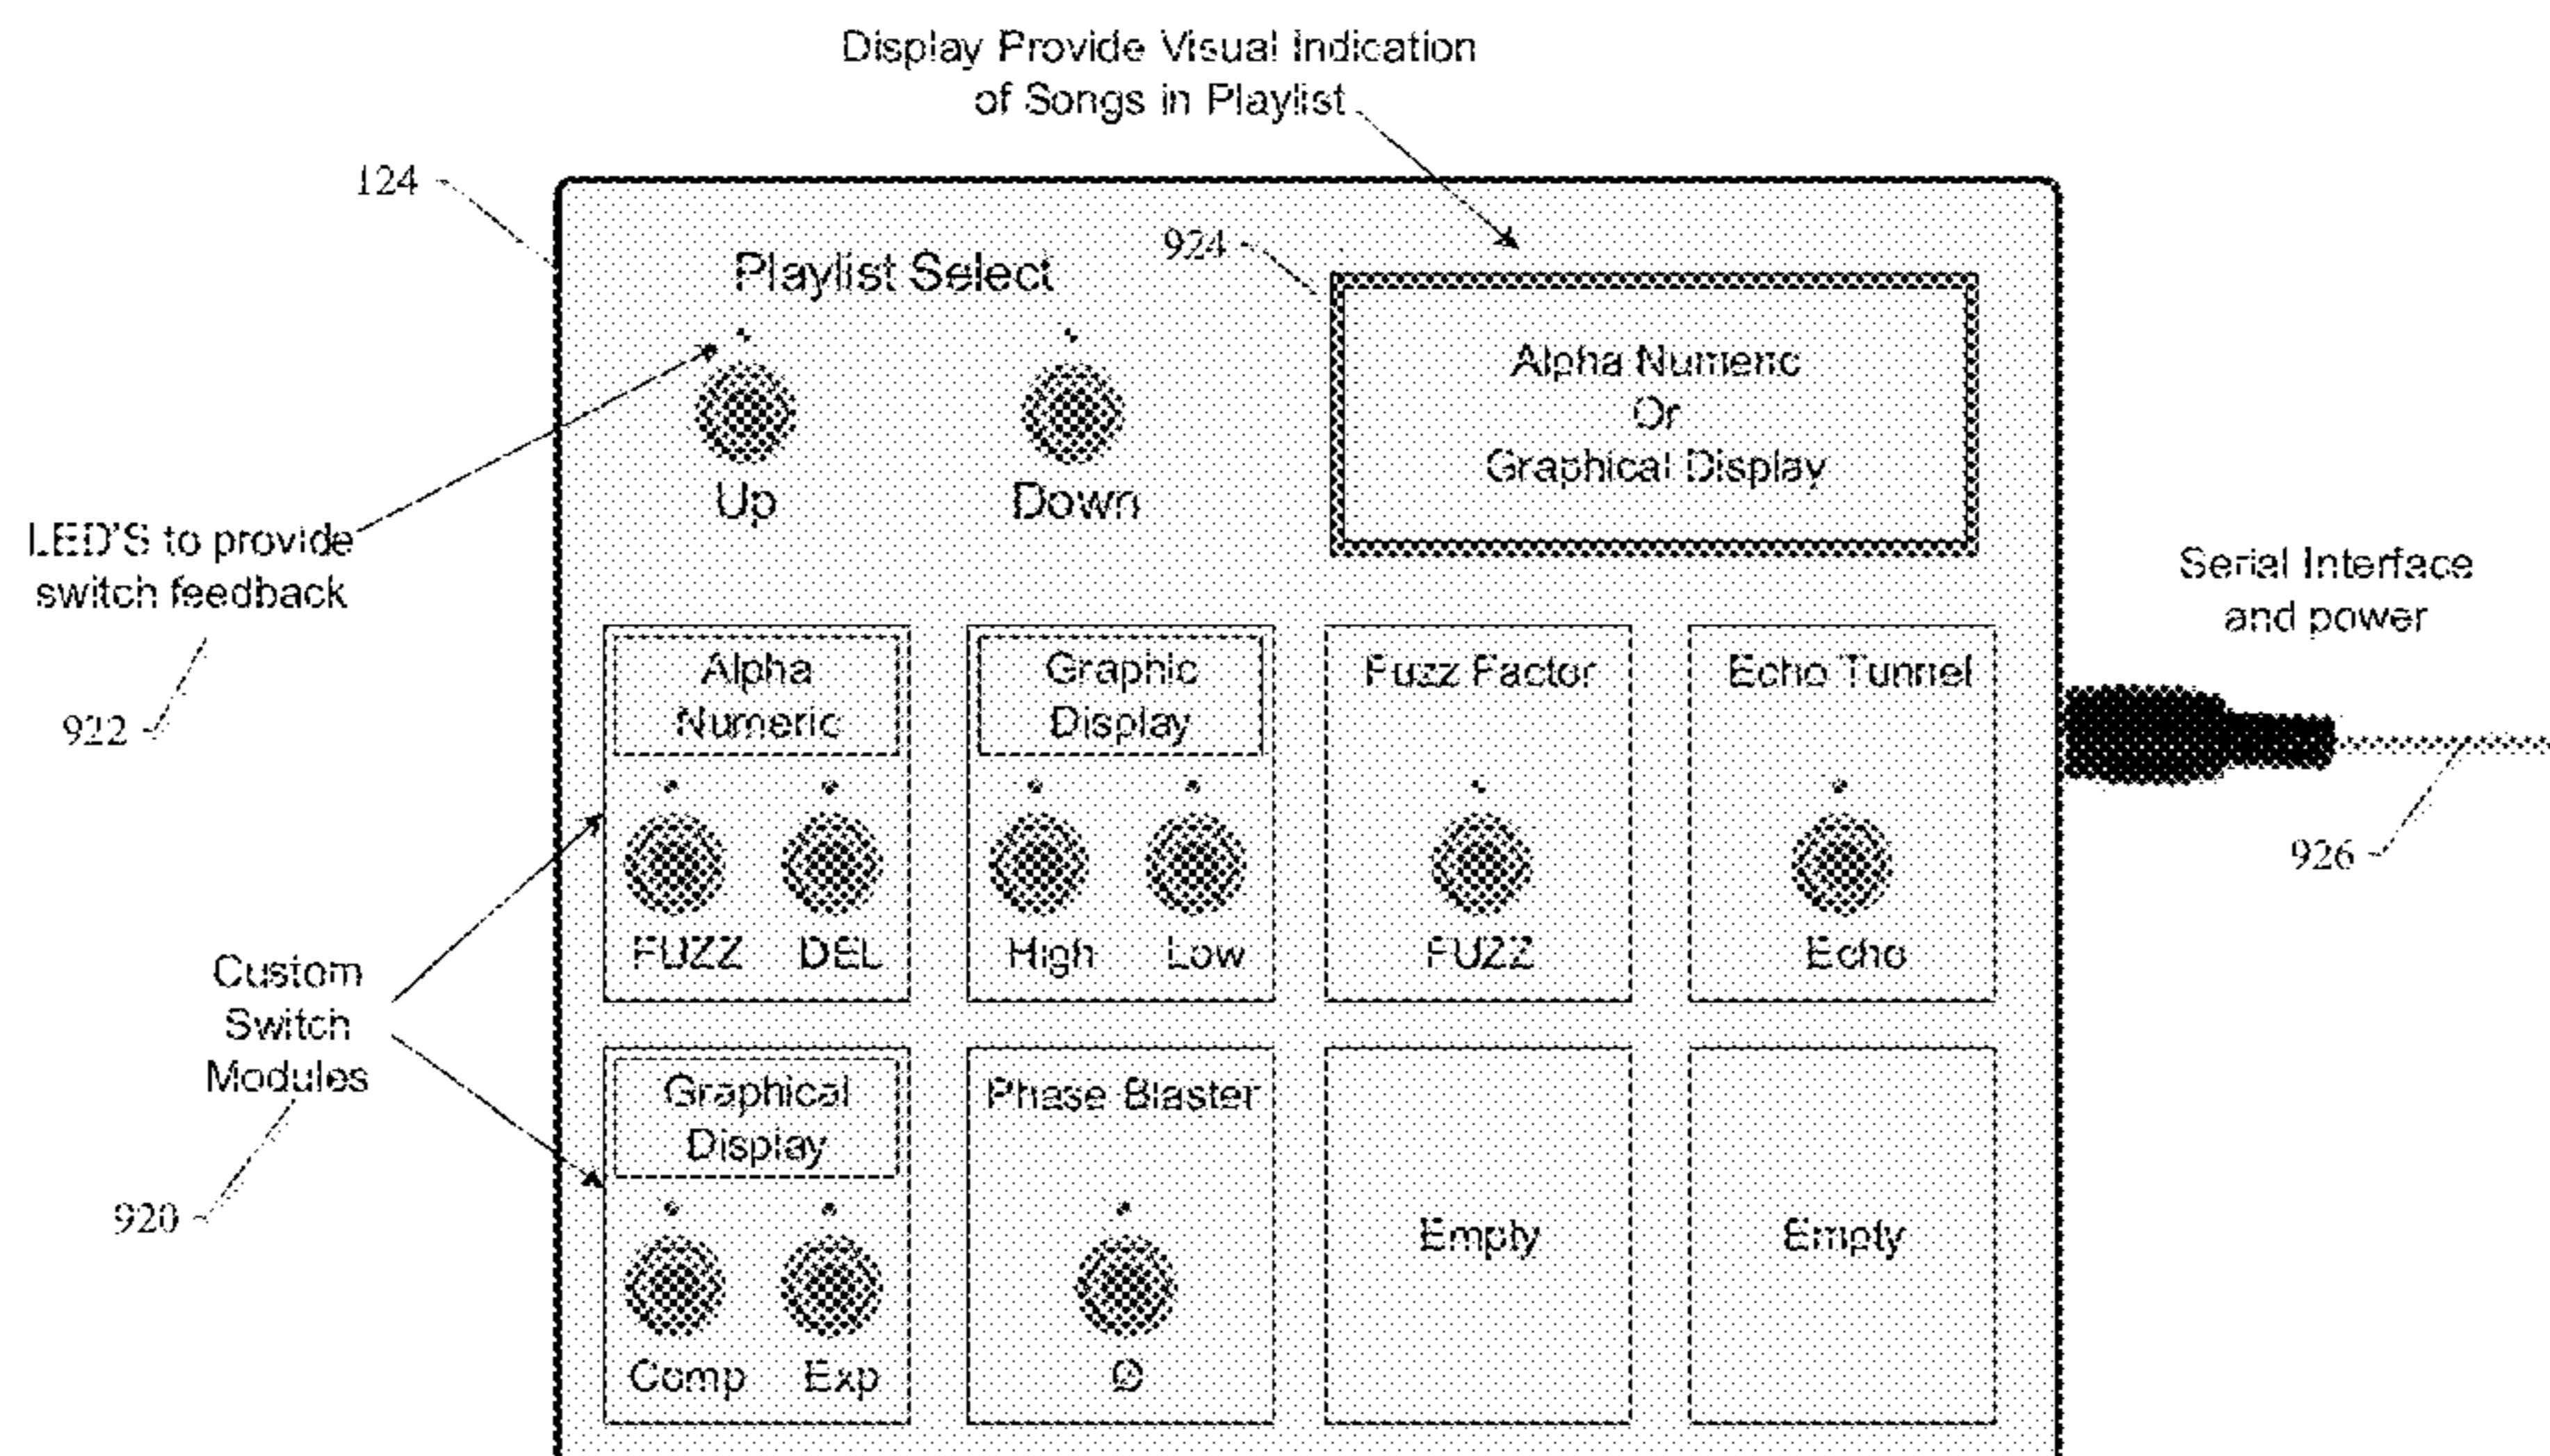 Display Provide Visual Indication
of Songs in Playlist
124
924
Playlist Select
Alpha Numeric
Or
Graphical Display
Up
Down
LED'S to provide
switch feedback
922
Serial Interface
and power
926
Alpha
Numeric
FUZZ DEL
Graphic
Display
High Low
Fuzz Factor
FUZZ
Echo Tunnel
Echo
Custom
Switch
Modules
920
Graphical
Display
Comp Exp
Phase Blaster
Ø
Empty
Empty